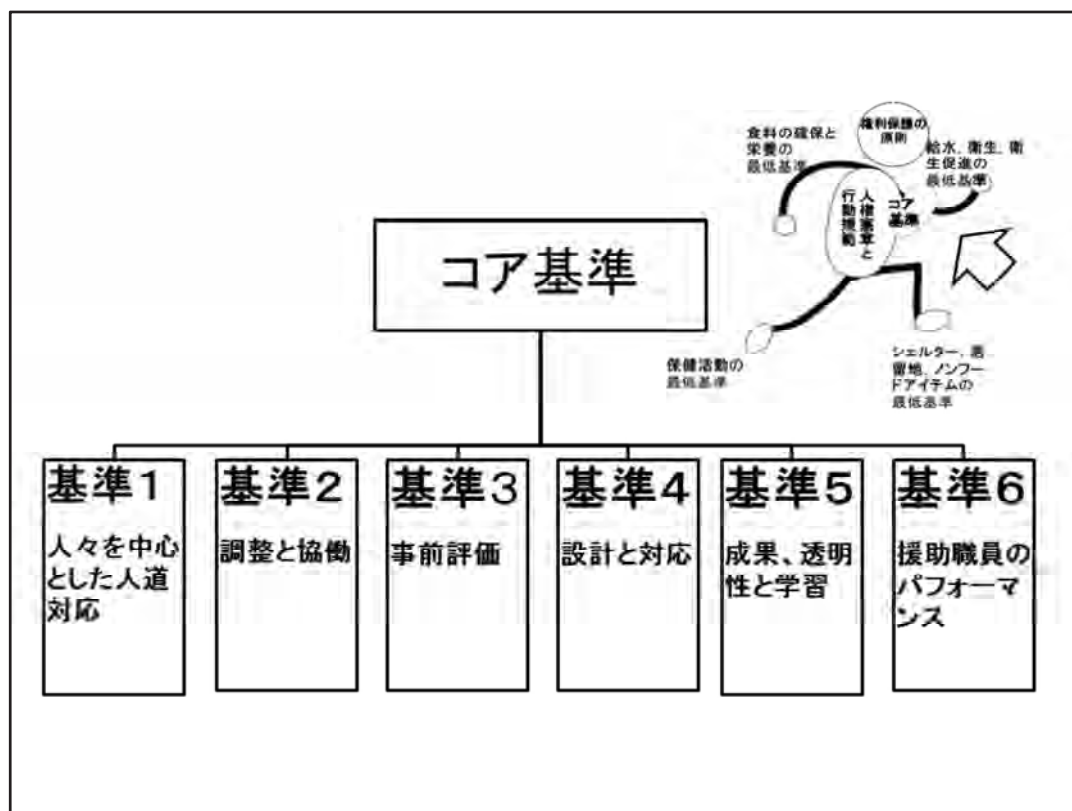 権利保護の
原則
食料の確保と
栄養の
最低基準
給水、衛生、衛
生促進の
最低基準
人権憲章と
行動規範
コア
基準
コア基準
保健活動の
最低基準
シェルター、居
留地、ノンフー
ドアイテムの
最低基準
基準1
人々を中心
とした人道
対応
基準2
調整と協働
基準3
事前評価
基準4
設計と対応
基準5
成果、透明
性と学習
基準6
援助職員の
パフォーマ
ンス